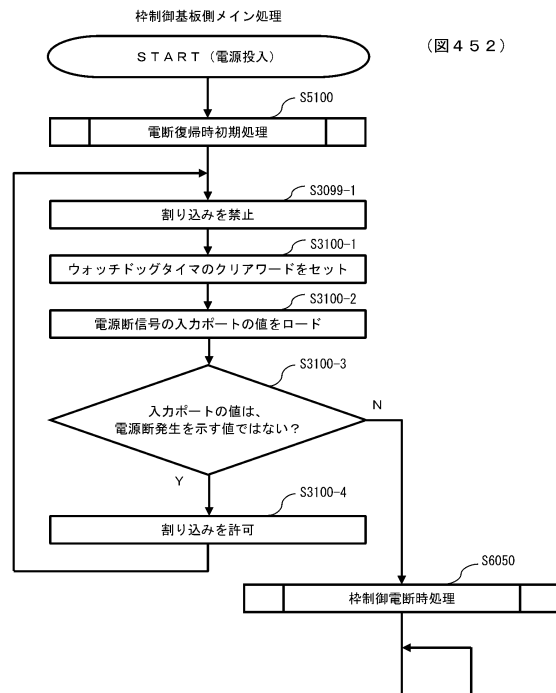 枠制御基板側メイン処理
ＳＴＡＲＴ（電源投入）
（図４５２）
S5100
電断復帰時初期処理
S3099-1
割り込みを禁止
S3100-1
ウォッチドッグタイマのクリアワードをセット
S3100-2
電源断信号の入力ポートの値をロード
S3100-3
入力ポートの値は、
電源断発生を示す値ではない？
N
Y
S3100-4
割り込みを許可
S6050
枠制御電断時処理